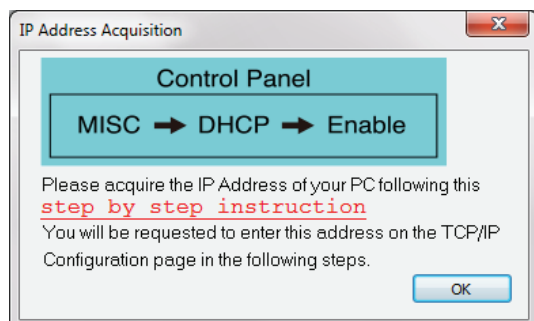 IP Address Acquisition
Control Panel
MISC → DHCP → Enable
Please acquire the IP Address of your PC following this
step by step instruction
You will be requested to enter this address on the TCP/IP
Configuration page in the following steps.
OK